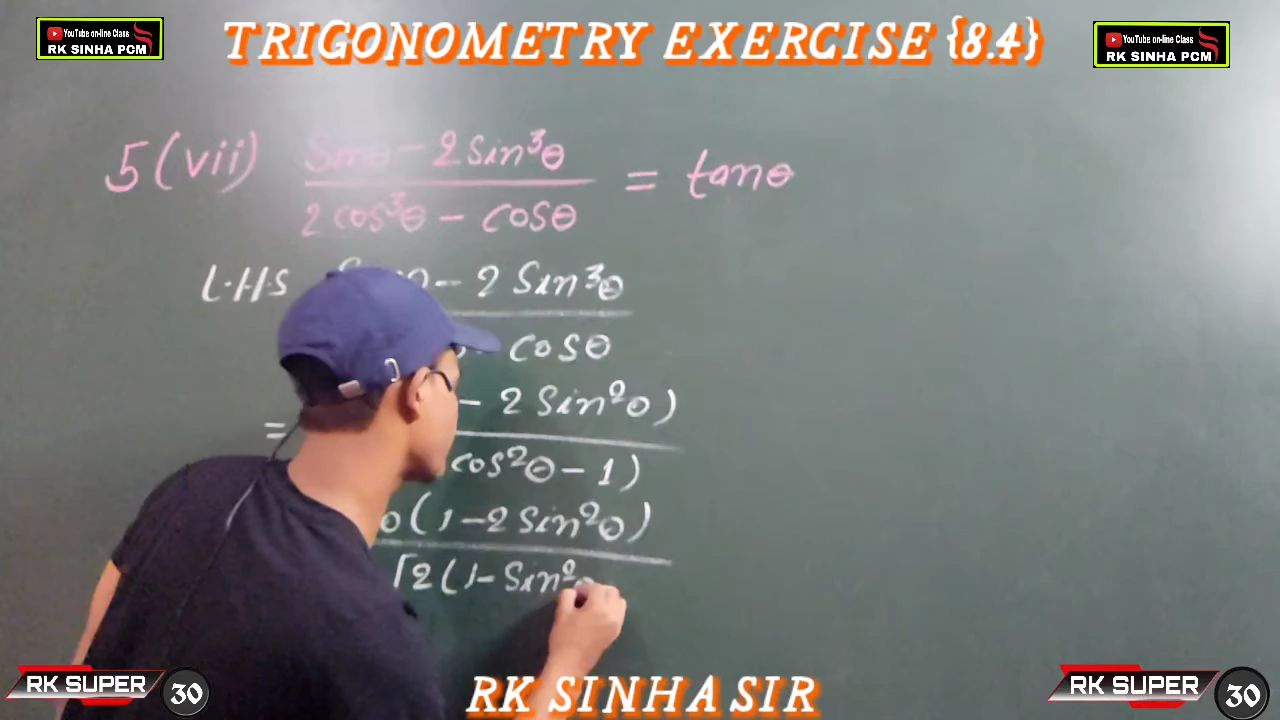 YouTube on-line Class
RK SINHA PCM
TRIGONOMETRY EXERCISE {8.4}
YouTube on-line Class
RK SINHA PCM
5(vii) Sinθ - 2 Sin³θ
2 cos³θ - cosθ
= tanθ
L.H.S - 2 Sin³θ
- cosθ
= - 2 Sin²θ)
cos²θ - 1)
θ(1 - 2 Sin²θ)
[2(1 - Sin²
RK SUPER 30
RK SINHA SIR
RK SUPER 30